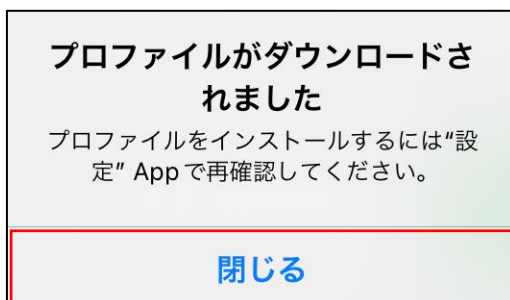 プロファイルがダウンロードさ
れました
プロファイルをインストールするには“設
定” Appで再確認してください。
閉じる